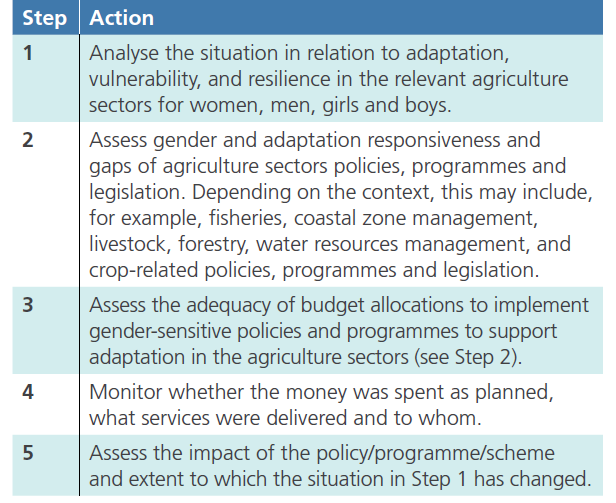 Step Action
1 Analyse the situation in relation to adaptation,
vulnerability, and resilience in the relevant agriculture
sectors for women, men, girls and boys.
2 Assess gender and adaptation responsiveness and
gaps of agriculture sectors policies, programmes and
legislation. Depending on the context, this may include,
for example, fisheries, coastal zone management,
livestock, forestry, water resources management, and
crop-related policies, programmes and legislation.
3 Assess the adequacy of budget allocations to implement
gender-sensitive policies and programmes to support
adaptation in the agriculture sectors (see Step 2).
4 Monitor whether the money was spent as planned,
what services were delivered and to whom.
5 Assess the impact of the policy/programme/scheme
and extent to which the situation in Step 1 has changed.